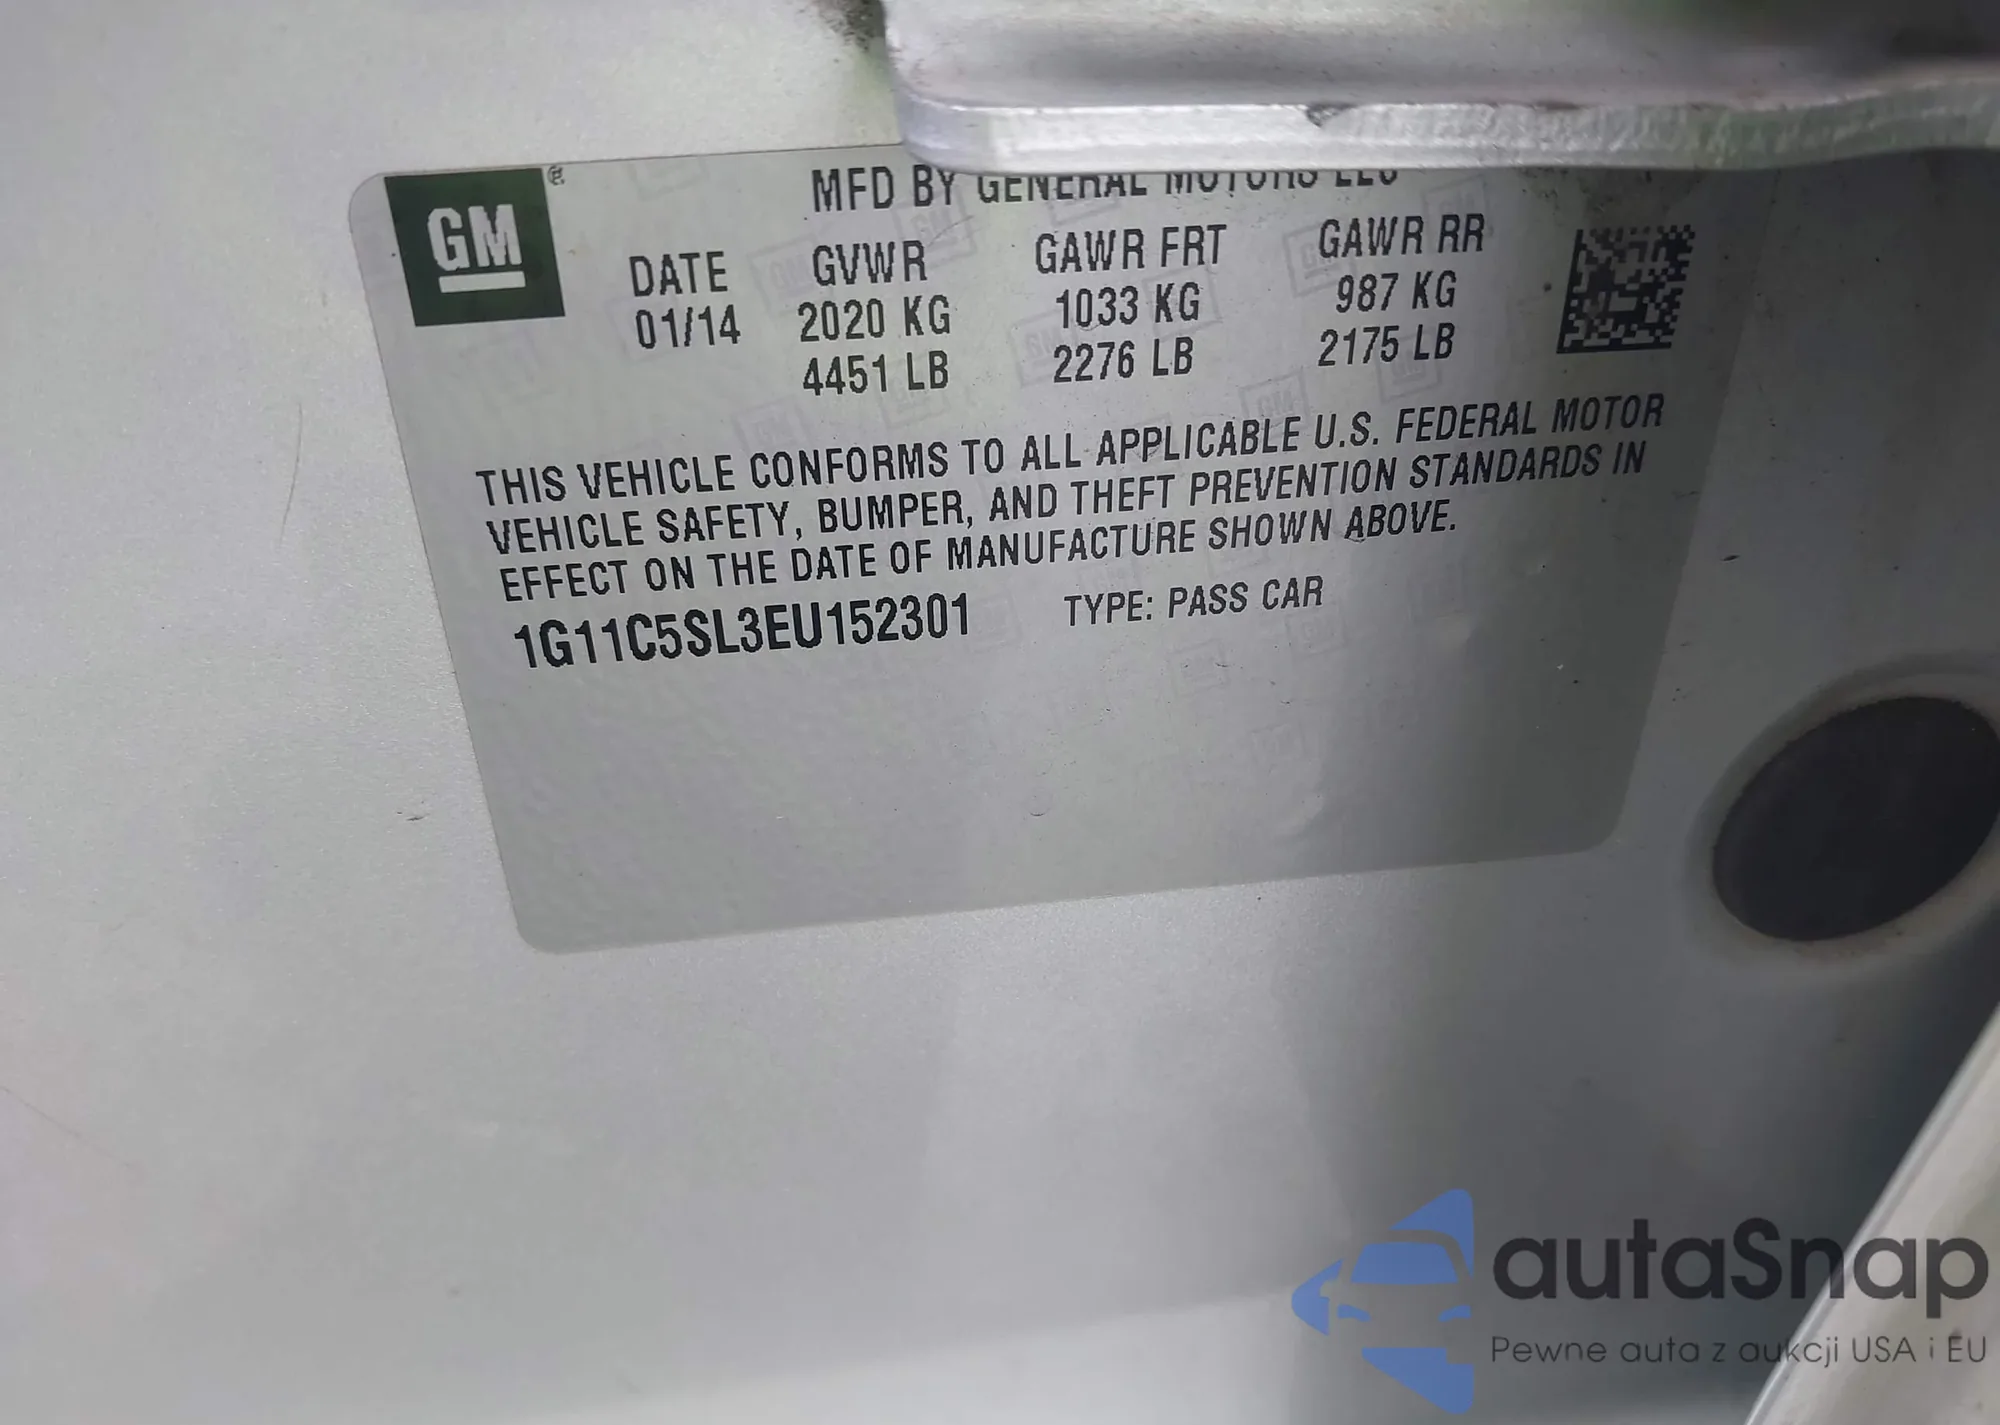 GM ®
MFD BY GENERAL MOTORS LLC
DATE GVWR GAWR FRT GAWR RR
01/14 2020 KG 1033 KG 987 KG
4451 LB 2276 LB 2175 LB
THIS VEHICLE CONFORMS TO ALL APPLICABLE U.S. FEDERAL MOTOR
VEHICLE SAFETY, BUMPER, AND THEFT PREVENTION STANDARDS IN
EFFECT ON THE DATE OF MANUFACTURE SHOWN ABOVE.
1G11C5SL3EU152301 TYPE: PASS CAR
autaSnap
Pewne auta z aukcji USA i EU